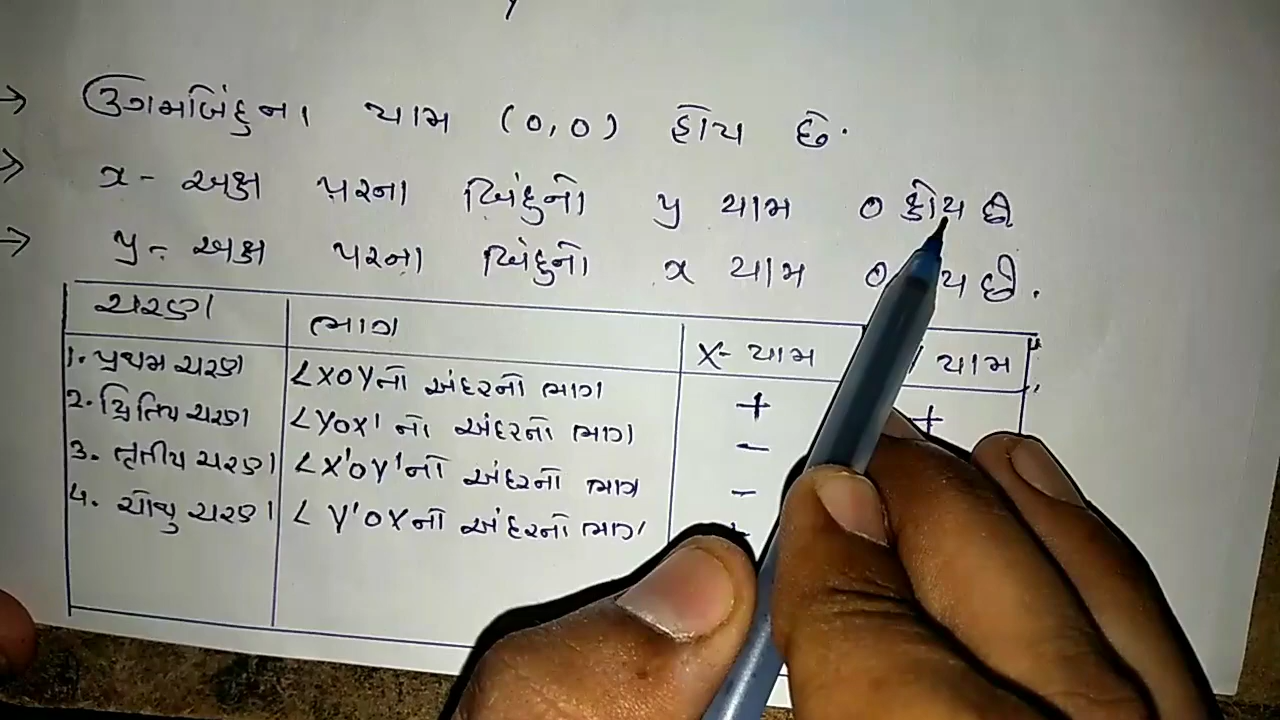 → ઉગમબિંદુના યામ (0,0) હોય છે.
→ x- અક્ષ પરના બિંદુનો y યામ 0 હોય છે
→ y- અક્ષ પરના બિંદુનો x યામ 0 ય છે.
ચરણ ભાગ X- યામ યામ
1. પ્રથમ ચરણ ∠XOYનો અંદરનો ભાગ + +
2. દ્વિતિય ચરણ ∠YOX' નો અંદરનો ભાગ -
3. તૃતીય ચરણ ∠X'OY'નો અંદરનો ભાગ -
4. ચોથુ ચરણ ∠Y'OXનો અંદરનો ભાગ